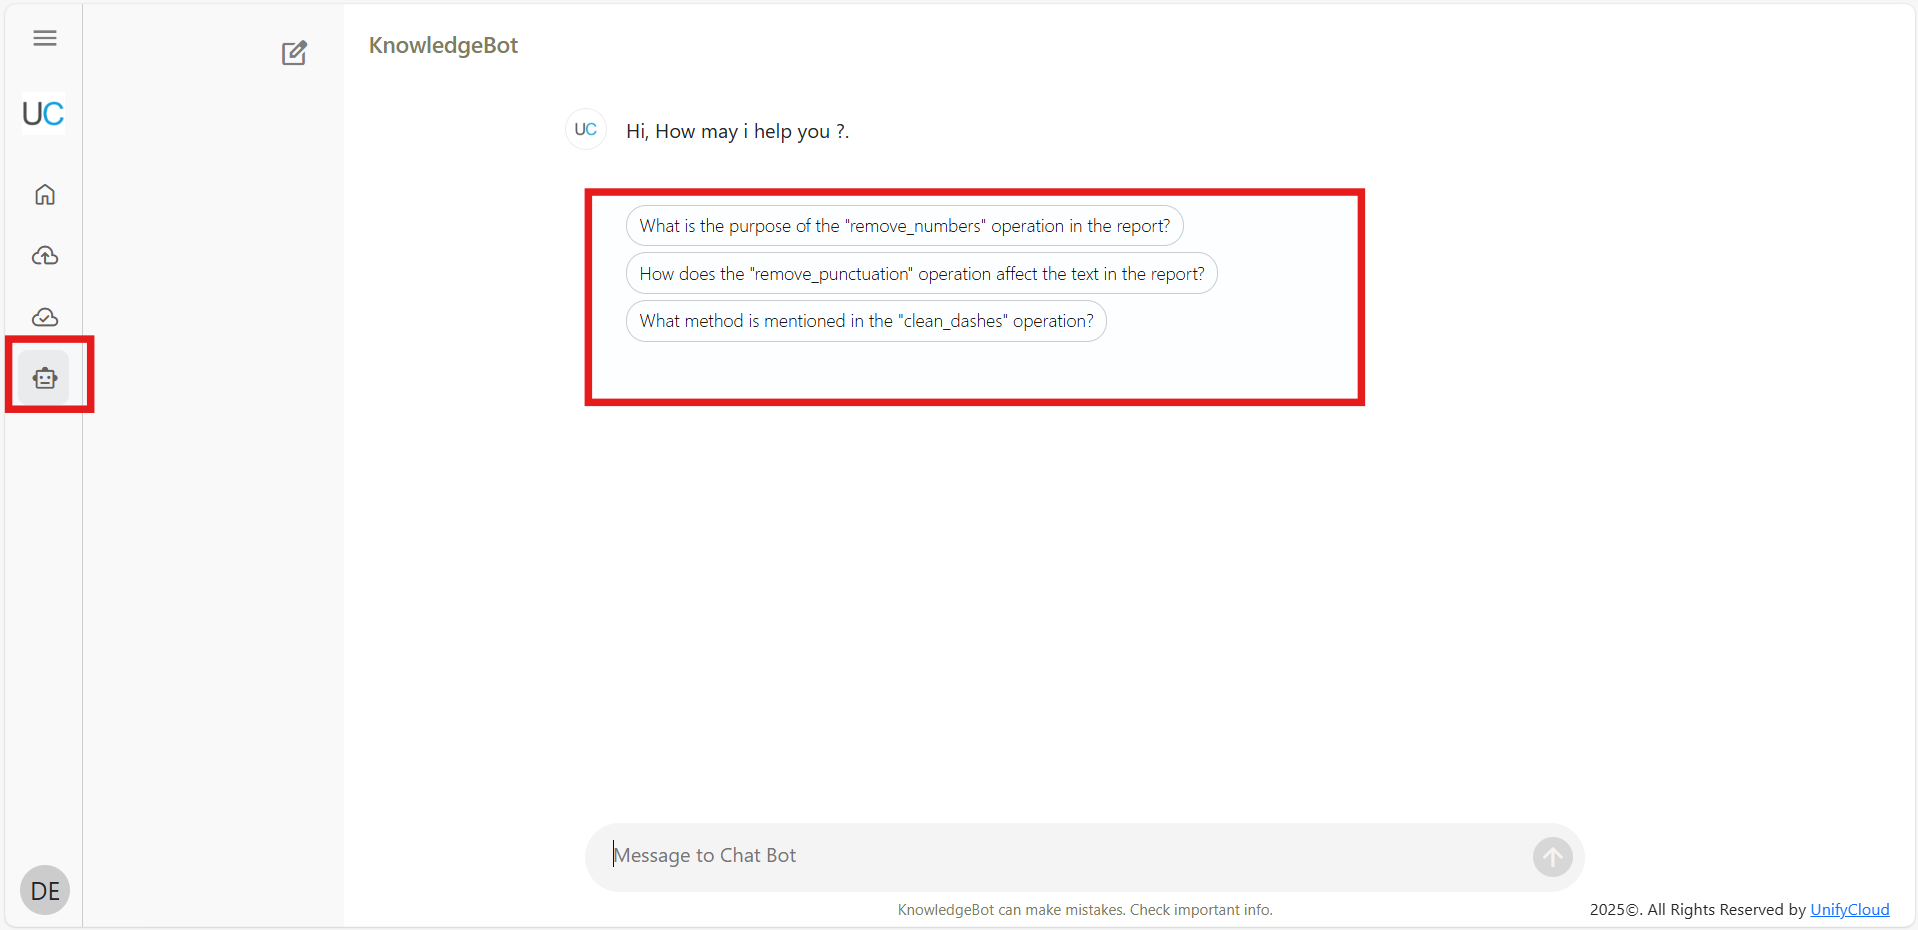 KnowledgeBot
UC
UC
Hi, How may i help you ?.
What is the purpose of the "remove_numbers" operation in the report?
How does the "remove_punctuation" operation affect the text in the report?
What method is mentioned in the "clean_dashes" operation?
Message to Chat Bot
DE
KnowledgeBot can make mistakes. Check important info.
2025©. All Rights Reserved by UnifyCloud